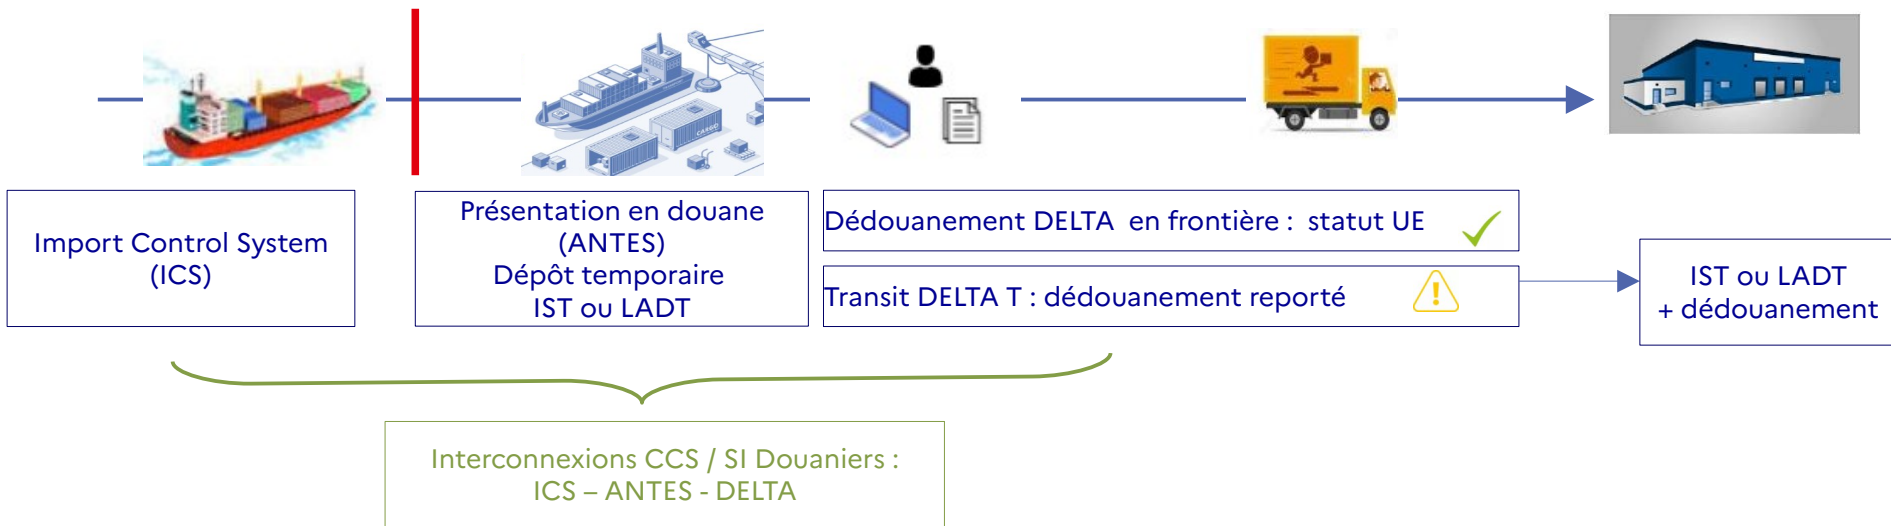 CARGO
Import Control System
(ICS)
Présentation en douane
(ANTES)
Dépôt temporaire
IST ou LADT
Dédouanement DELTA  en frontière :  statut UE
Transit DELTA T : dédouanement reporté
IST ou LADT
+ dédouanement
Interconnexions CCS / SI Douaniers :
ICS – ANTES - DELTA